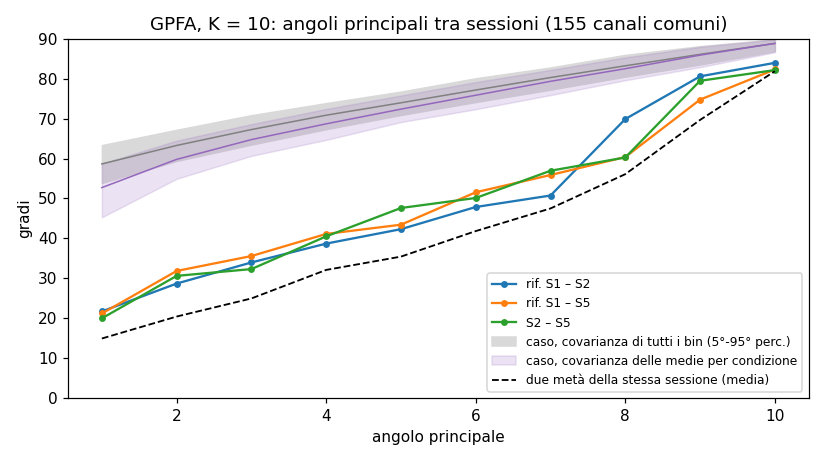 GPFA, K = 10: angoli principali tra sessioni (155 canali comuni)
90
80
70
60
50
40
30
20
10
0
gradi
2
4
6
8
10
angolo principale
rif. S1 – S2
rif. S1 – S5
S2 – S5
caso, covarianza di tutti i bin (5°-95° perc.)
caso, covarianza delle medie per condizione
due metà della stessa sessione (media)